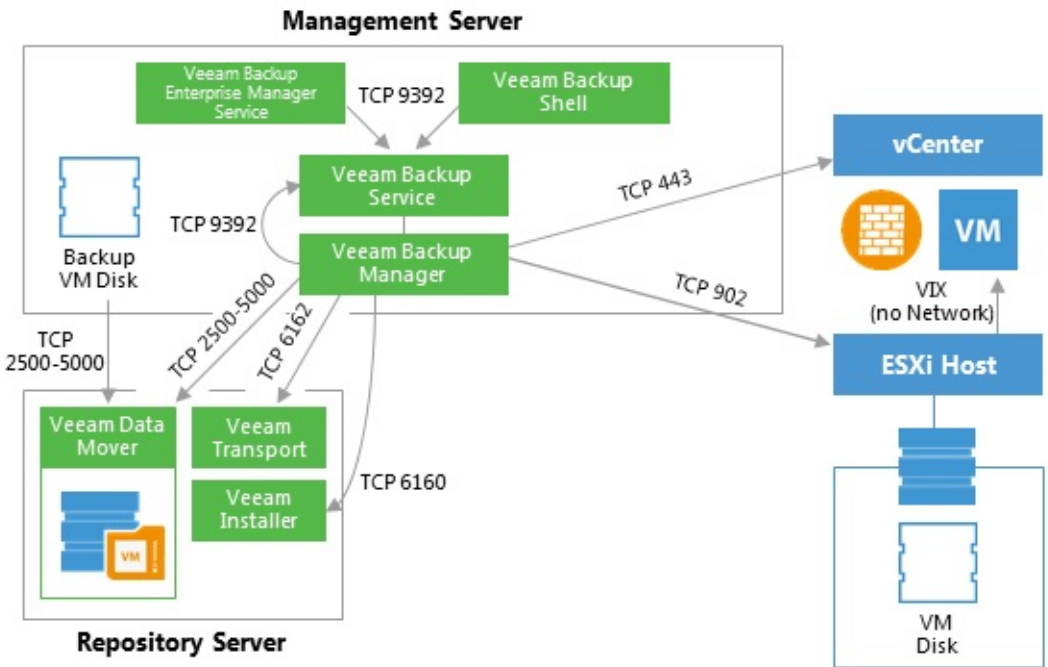 Management Server
Veeam Backup
Enterprise Manager
Service
TCP 9392
Veeam Backup
Shell
Veeam Backup
Service
TCP 9392
Veeam Backup
Manager
Backup
VM Disk
TCP 443
vCenter
VM
VIX
(no Network)
TCP 902
ESXi Host
TCP
2500-5000
TCP 2500-5000
TCP 6162
TCP 6160
Veeam Data
Mover
VM
Veeam
Transport
Veeam
Installer
Repository Server
VM
Disk